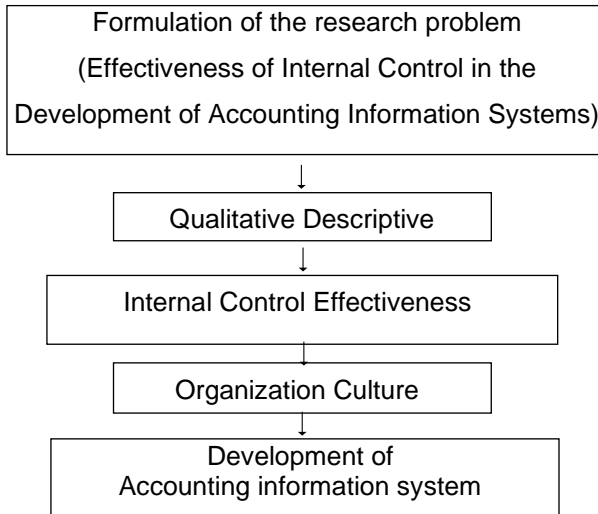 Formulation of the research problem
(Effectiveness of Internal Control in the
Development of Accounting Information Systems)
Qualitative Descriptive
Internal Control Effectiveness
Organization Culture
Development of
Accounting information system